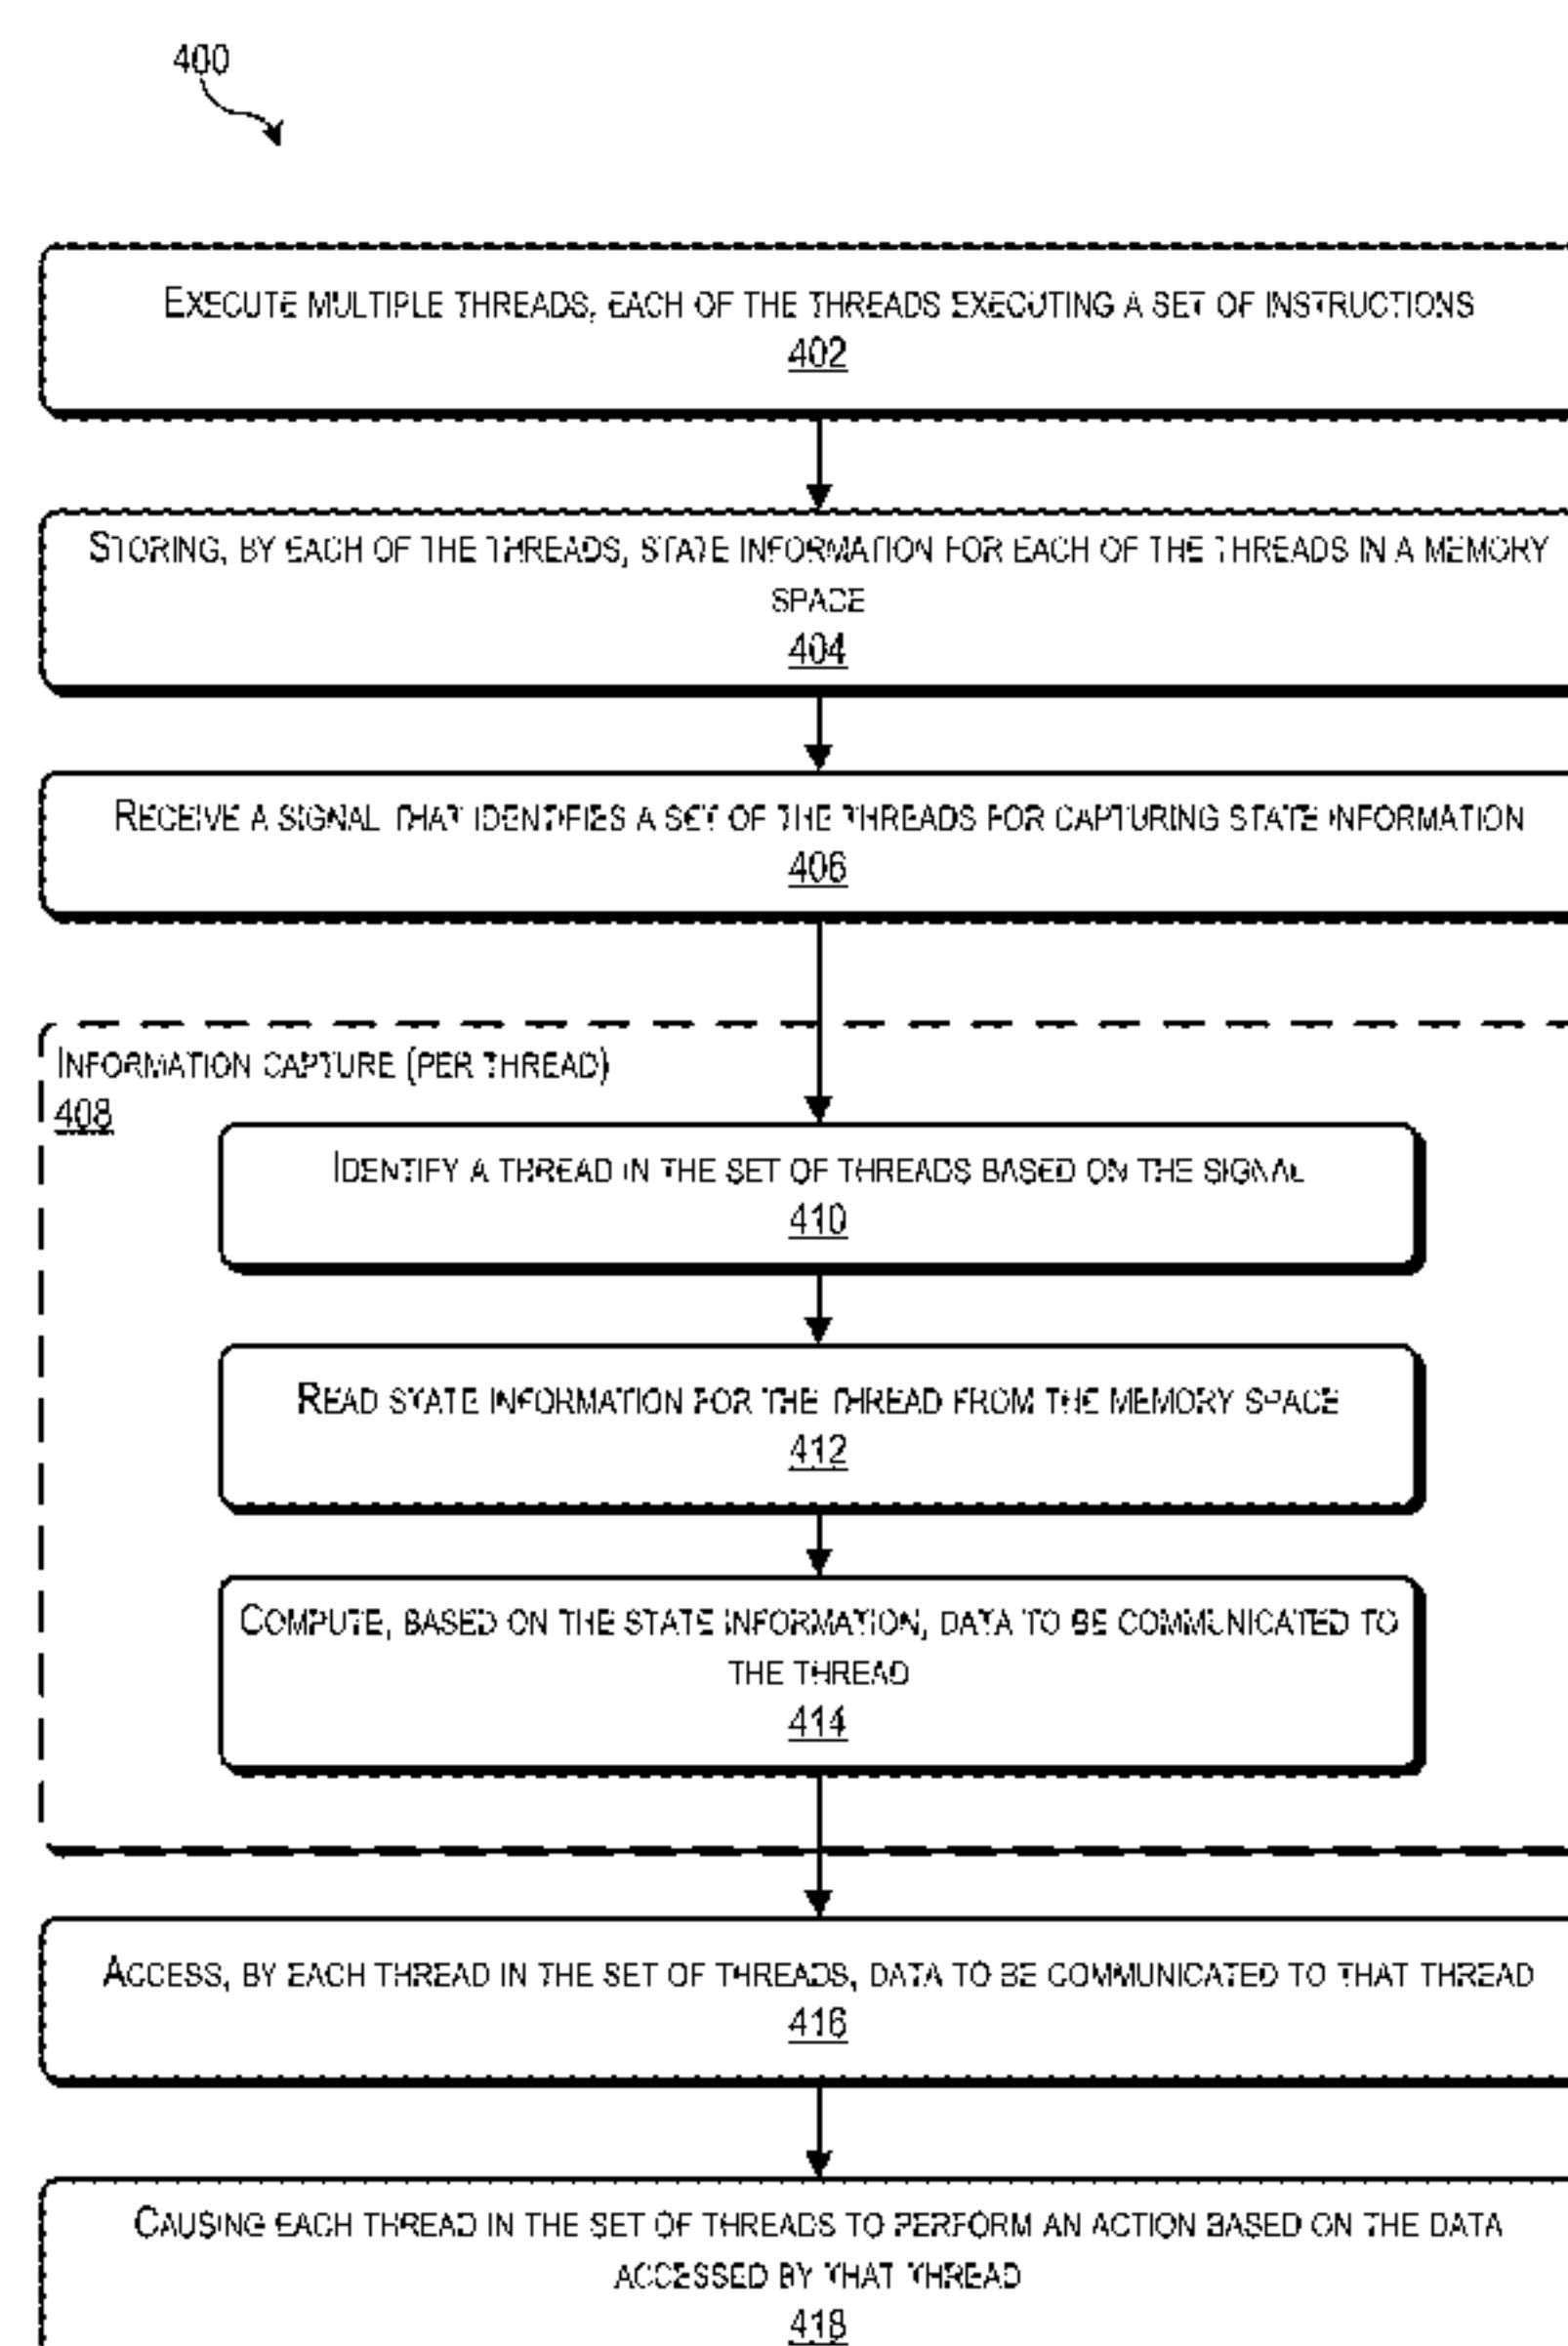 400
EXECUTE MULTIPLE THREADS, EACH OF THE THREADS EXECUTING A SET OF INSTRUCTIONS
402
STORING, BY EACH OF THE THREADS, STATE INFORMATION FOR EACH OF THE THREADS IN A MEMORY
SPACE
404
RECEIVE A SIGNAL THAT IDENTIFIES A SET OF THE THREADS FOR CAPTURING STATE INFORMATION
406
INFORMATION CAPTURE (PER THREAD)
408
IDENTIFY A THREAD IN THE SET OF THREADS BASED ON THE SIGNAL
410
READ STATE INFORMATION FOR THE THREAD FROM THE MEMORY SPACE
412
COMPUTE, BASED ON THE STATE INFORMATION, DATA TO BE COMMUNICATED TO
THE THREAD
414
ACCESS, BY EACH THREAD IN THE SET OF THREADS, DATA TO BE COMMUNICATED TO THAT THREAD
416
CAUSING EACH THREAD IN THE SET OF THREADS TO PERFORM AN ACTION BASED ON THE DATA
ACCESSED BY THAT THREAD
418